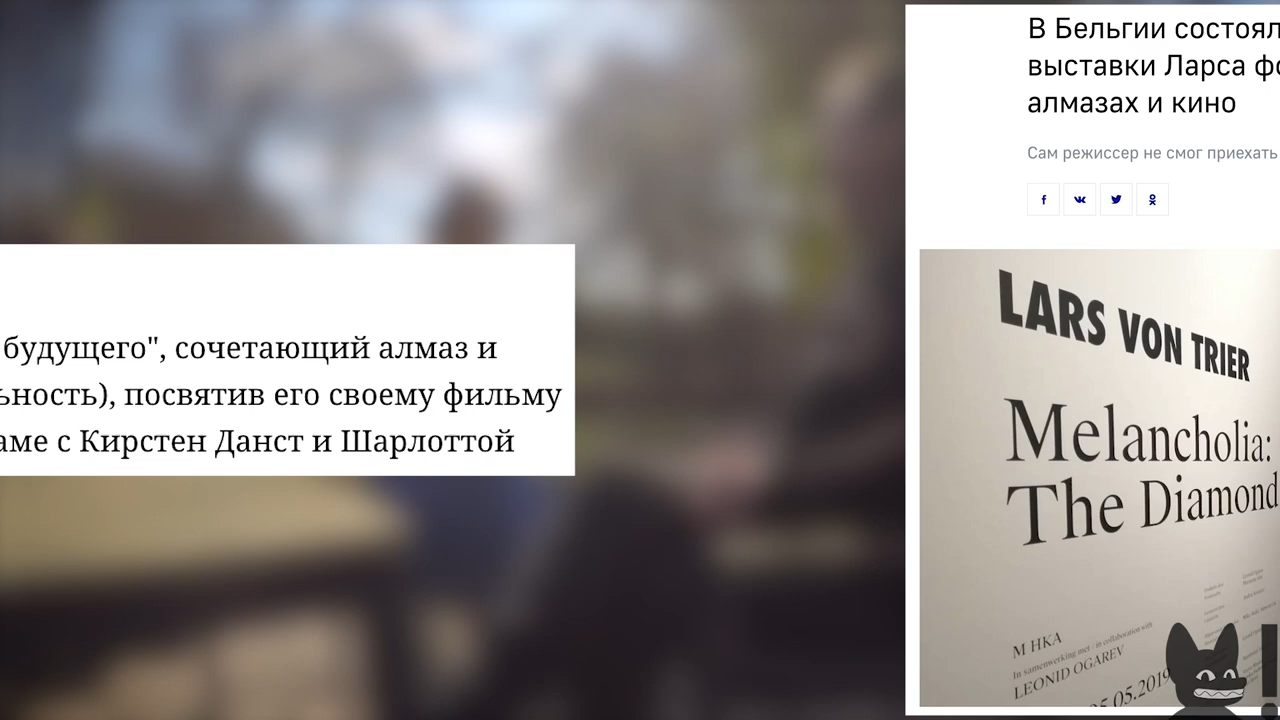 будущего", сочетающий алмаз и
ьность), посвятив его своему фильму
аме с Кирстен Данст и Шарлоттой
В Бельгии состоял
выставки Ларса фо
алмазах и кино
Сам режиссер не смог приехать
LARS VON TRIER
Melancholia:
The Diamond
M HKA
In samenwerking met / in collaboration with
LEONID OGAREV
05.05.2019